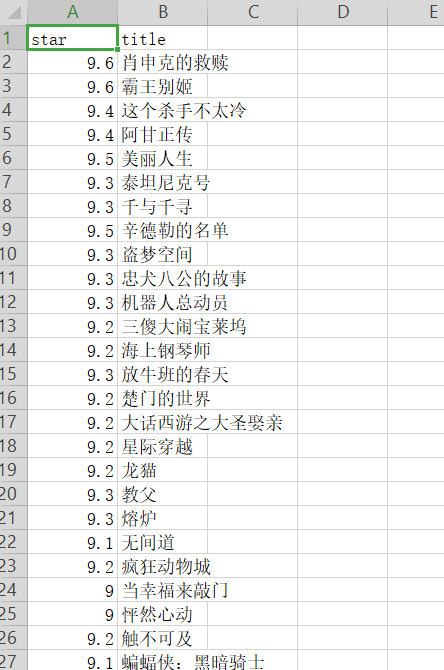 A B C D E
1 star title
2 9.6 肖申克的救赎
3 9.6 霸王别姬
4 9.4 这个杀手不太冷
5 9.4 阿甘正传
6 9.5 美丽人生
7 9.3 泰坦尼克号
8 9.3 千与千寻
9 9.5 辛德勒的名单
10 9.3 盗梦空间
11 9.3 忠犬八公的故事
12 9.3 机器人总动员
13 9.2 三傻大闹宝莱坞
14 9.2 海上钢琴师
15 9.3 放牛班的春天
16 9.2 楚门的世界
17 9.2 大话西游之大圣娶亲
18 9.2 星际穿越
19 9.2 龙猫
20 9.3 教父
21 9.3 熔炉
22 9.1 无间道
23 9.2 疯狂动物城
24 9 当幸福来敲门
25 9 怦然心动
26 9.2 触不可及
27 9.1 蝙蝠侠：黑暗骑士